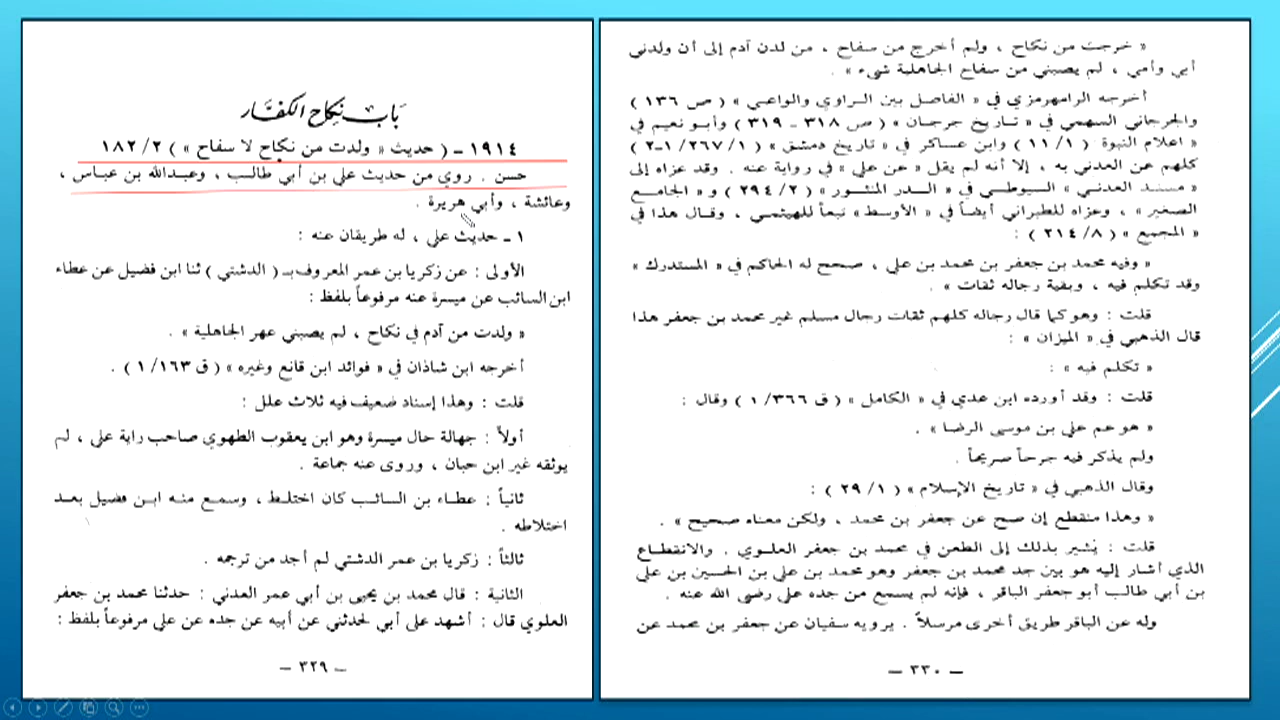 باب نكاح الكفار
١٩١٤ - ( حديث « ولدت من نكاح لا سفاح » ) ٢/ ١٨٢
حسن . روي من حديث علي بن أبي طالب ، وعبدالله بن عباس ،
وعائشة ، وأبي هريرة .
١ - حديث علي ، له طريقان عنه :
الأولى : عن زكريا بن عمر المعروف بـ ( الدشتي ) ثنا ابن فضيل عن عطاء
ابن السائب عن ميسرة عنه مرفوعاً بلفظ :
« ولدت من آدم في نكاح ، لم يصبني عهر الجاهلية » .
أخرجه ابن شاذان في « فوائد ابن قانع وغيره » ( ق ١٦٣/ ١ ) .
قلت : وهذا إسناد ضعيف فيه ثلاث علل :
أولاً : جهالة حال ميسرة وهو ابن يعقوب الطهوي صاحب راية علي ، لم
يوثقه غير ابن حبان ، وروى عنه جماعة .
ثانياً : عطاء بن السائب كان اختلط ، وسمع منه ابن فضيل بعد
اختلاطه .
ثالثاً : زكريا بن عمر الدشتي لم أجد من ترجمه .
الثانية : قال محمد بن يحيى بن أبي عمر العدني : حدثنا محمد بن جعفر
العلوي قال : أشهد على أبي لحدثني عن أبيه عن جده عن علي مرفوعاً بلفظ :
– ٣٢٩ –
« خرجت من نكاح ، ولم أخرج من سفاح ، من لدن آدم إلى أن ولدني
أبي وأمي ، لم يصبني من سفاح الجاهلية شيء » .
أخرجه الرامهرمزي في « الفاصل بين الراوي والواعي » ( ص ١٣٦ )
والجرجاني السهمي في « تاريخ جرجان » ( ص ٣١٨ - ٣١٩ ) وأبو نعيم في
« اعلام النبوة ( ١/ ١١ ) وابن عساكر في « تاريخ دمشق » ( ١/ ٢٦٧/ ١-٢ )
كلهم عن العدني به ، إلا أنه لم يقل « عن علي » في رواية عنه . وقد عزاه إلى
« مسند العدني » السيوطي في « الدر المنثور » ( ٢/ ٢٩٤ ) و « الجامع
الصغير » ، وعزاه للطبراني أيضاً في « الأوسط » تبعاً للهيثمي ، وقال هذا في
« المجمع » ( ٨/ ٢١٤ ) :
« وفيه محمد بن جعفر بن محمد بن علي ، صحح له الحاكم في « المستدرك »
وقد تكلم فيه ، وبقية رجاله ثقات » .
قلت : وهو كما قال رجاله كلهم ثقات رجال مسلم غير محمد بن جعفر هذا
قال الذهبي في « الميزان » :
« تكلم فيه » :
قلت : وقد أورده ابن عدي في « الكامل » ( ق ٣٦٦/ ١ ) وقال :
« هو عم علي بن موسى الرضا » .
ولم يذكر فيه جرحاً صريحاً .
وقال الذهبي في « تاريخ الإسلام » ( ١/ ٢٩ ) :
« وهذا منقطع إن صح عن جعفر بن محمد ، ولكن معناه صحيح » .
قلت : يُشير بذلك إلى الطعن في محمد بن جعفر العلوي . والانقطاع
الذي أشار إليه هو بين جد محمد بن جعفر وهو محمد بن علي بن الحسين بن علي
بن أبي طالب أبو جعفر الباقر ، فإنه لم يسمع من جده علي رضى الله عنه .
وله عن الباقر طريق أخرى مرسلاً . يرويه سفيان عن جعفر بن محمد عن
– ٣٣٠ –